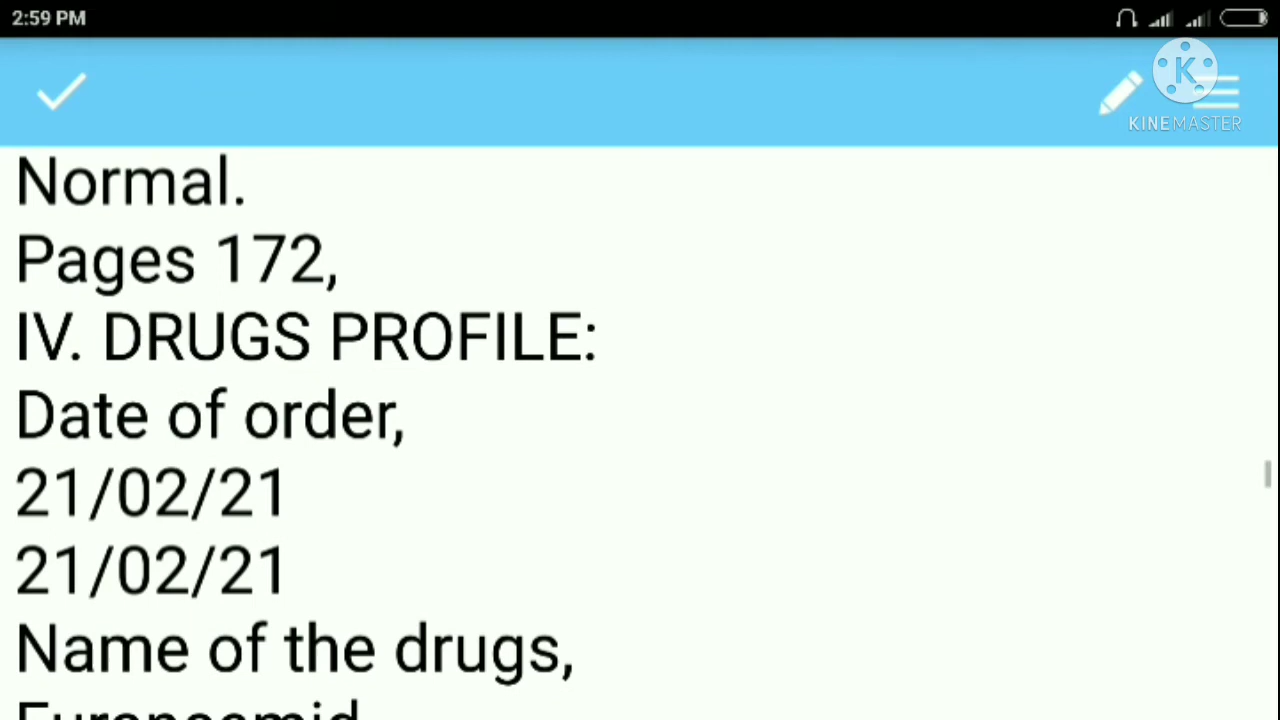 2:59 PM
K
KINEMASTER
Normal.
Pages 172,
IV. DRUGS PROFILE:
Date of order,
21/02/21
21/02/21
Name of the drugs,